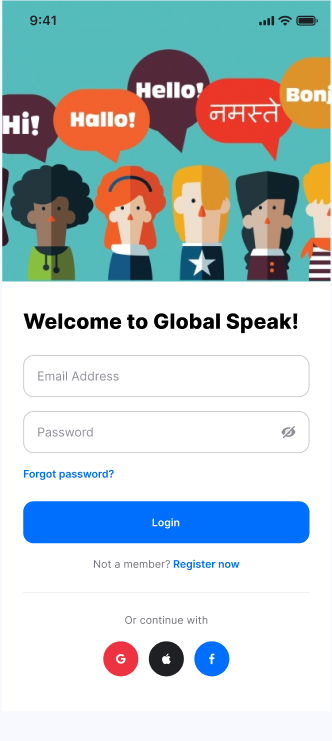 9:41
Hi!
Hallo!
Hello!
नमस्ते
Bonj
Welcome to Global Speak!
Email Address
Password
Forgot password?
Login
Not a member? Register now
Or continue with
G
f